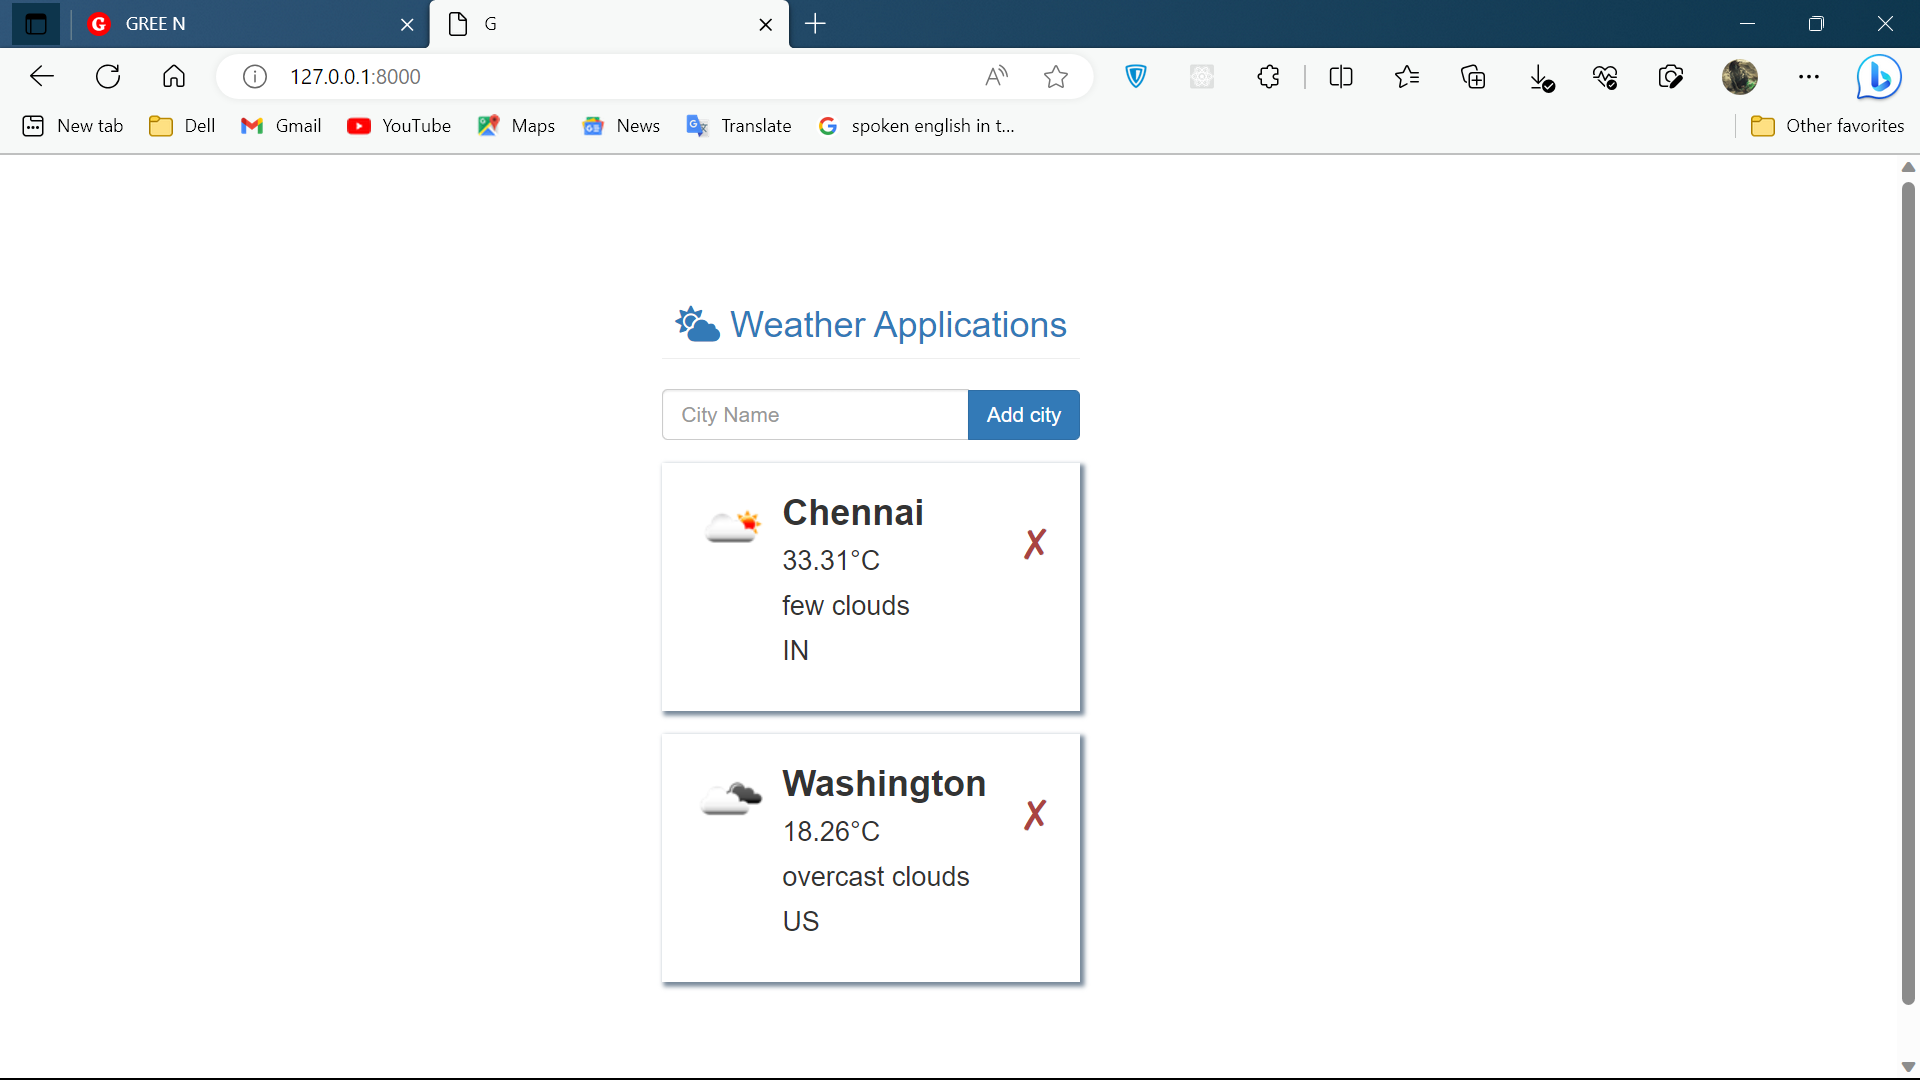 GREE N
G
127.0.0.1:8000
New tab
Dell
Gmail
YouTube
Maps
News
Translate
spoken english in t...
Other favorites
Weather Applications
City Name
Add city
Chennai
33.31°C
few clouds
IN
✗
Washington
18.26°C
overcast clouds
US
✗